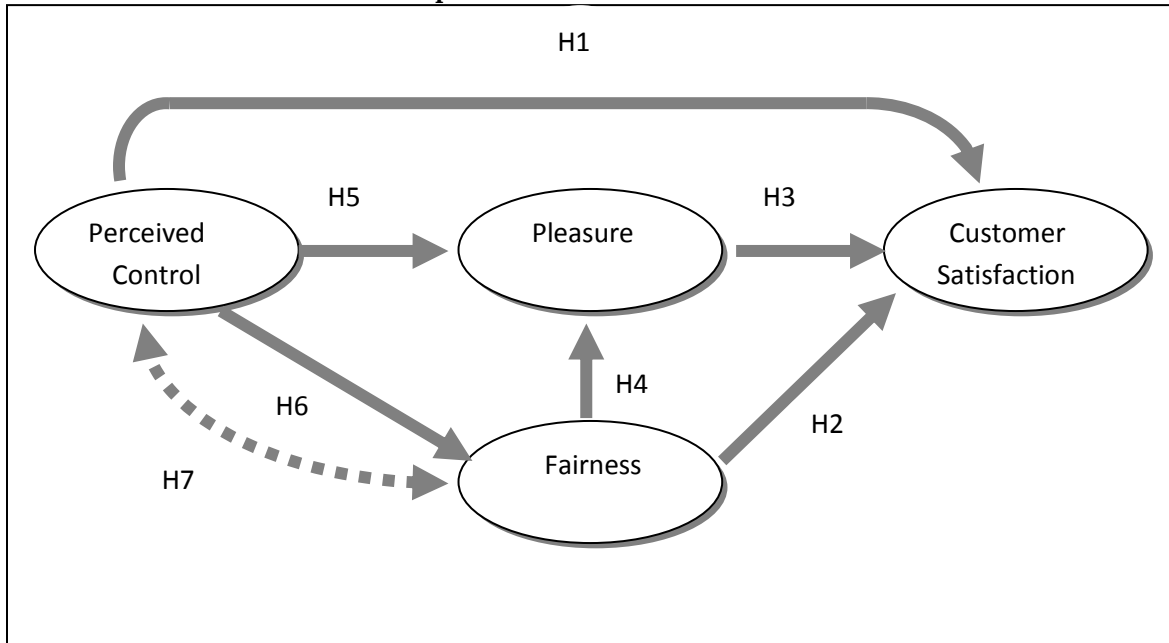 H1
H5
H3
Perceived
Control
Pleasure
Customer
Satisfaction
H4
H6
H2
Fairness
H7